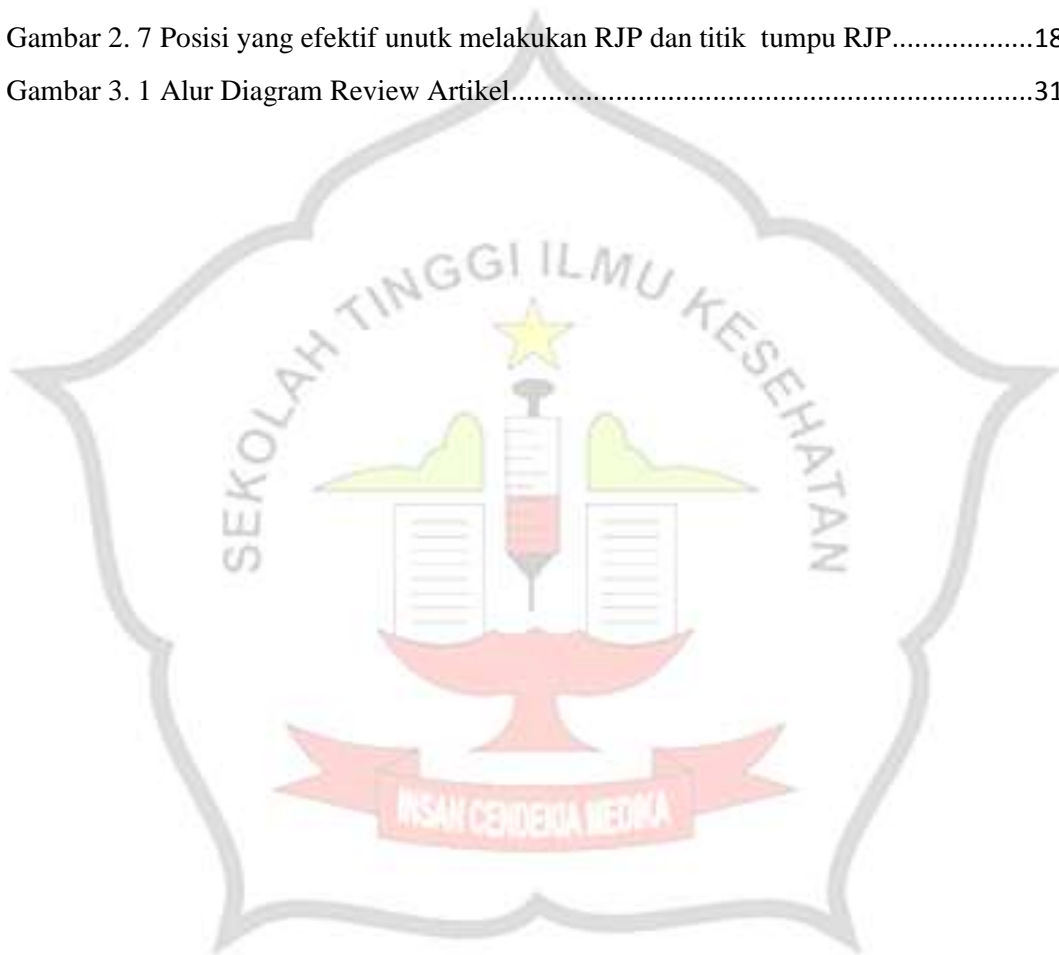 Gambar 2. 7 Posisi yang efektif unutk melakukan RJP dan titik  tumpu RJP...................18
Gambar 3. 1 Alur Diagram Review Artikel......................................................................31
SEKOLAH TINGGI ILMU KESEHATAN
INSAN CENDEKIA MEDIKA